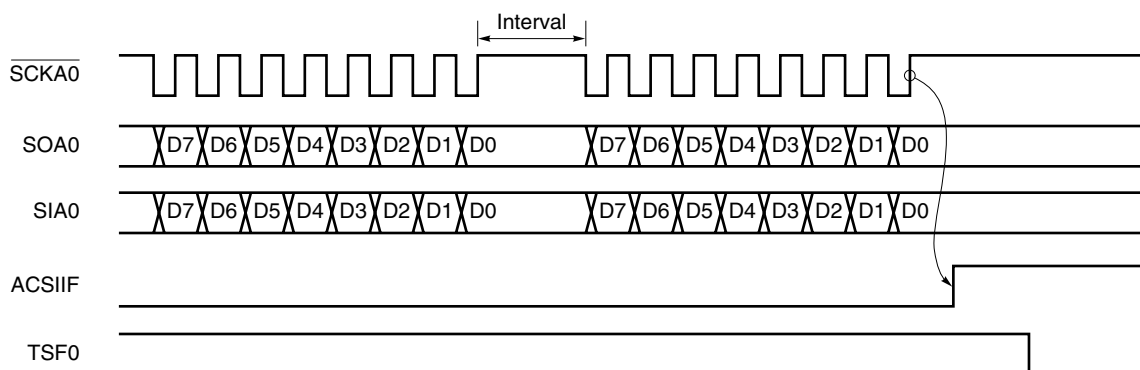 Interval
SCKA0
SOA0 D7 D6 D5 D4 D3 D2 D1 D0 D7 D6 D5 D4 D3 D2 D1 D0
SIA0 D7 D6 D5 D4 D3 D2 D1 D0 D7 D6 D5 D4 D3 D2 D1 D0
ACSIIF
TSF0